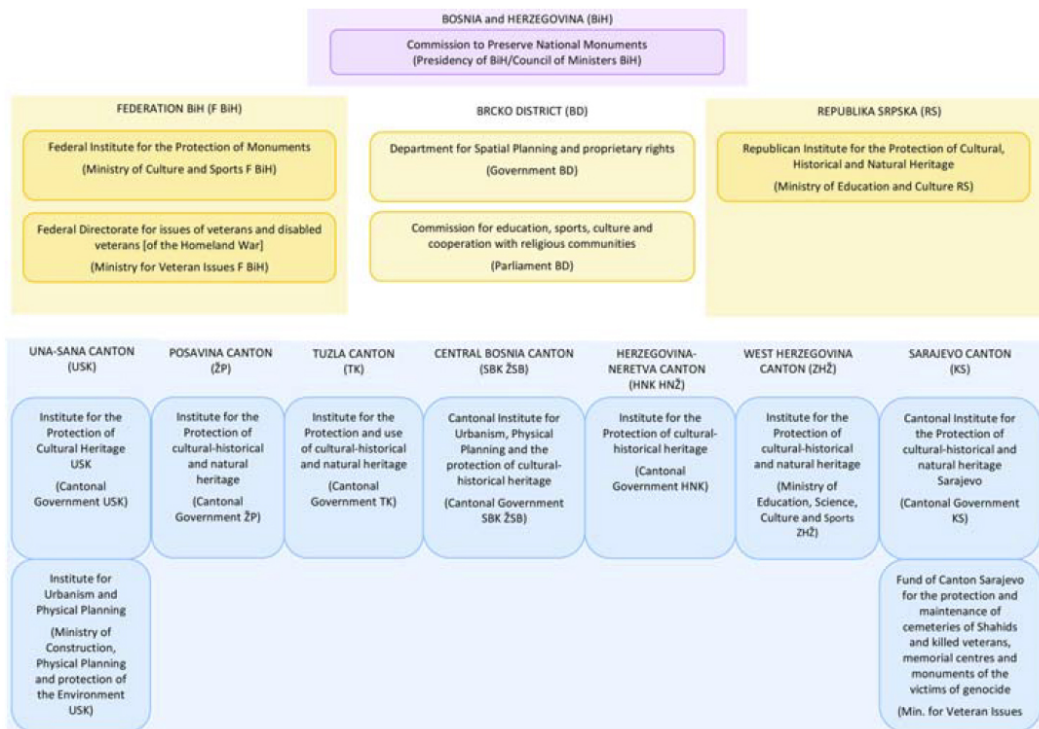 BOSNIA and HERZEGOVINA (BiH)
Commission to Preserve National Monuments
(Presidency of BiH/Council of Ministers BiH)
FEDERATION BiH (F BiH)
Federal Institute for the Protection of Monuments
(Ministry of Culture and Sports F BiH)
Federal Directorate for issues of veterans and disabled
veterans [of the Homeland War]
(Ministry for Veteran Issues F BiH)
BRCKO DISTRICT (BD)
Department for Spatial Planning and proprietary rights
(Government BD)
Commission for education, sports, culture and
cooperation with religious communities
(Parliament BD)
REPUBLIKA SRPSKA (RS)
Republican Institute for the Protection of Cultural,
Historical and Natural Heritage
(Ministry of Education and Culture RS)
UNA-SANA CANTON
(USK)
Institute for the
Protection of
Cultural Heritage
USK
(Cantonal
Government USK)
Institute for
Urbanism and
Physical Planning
(Ministry of
Construction,
Physical Planning
and protection of
the Environment
USK)
POSAVINA CANTON
(ŽP)
Institute for the
Protection of
cultural-historical
and natural
heritage
(Cantonal
Government ŽP)
TUZLA CANTON
(TK)
Institute for the
Protection and use
of cultural-historical
and natural heritage
(Cantonal
Government TK)
CENTRAL BOSNIA CANTON
(SBK ŽSB)
Cantonal Institute for
Urbanism, Physical
Planning and the
protection of cultural-
historical heritage
(Cantonal Government
SBK ŽSB)
HERZEGOVINA-
NERETVA CANTON
(HNK HNŽ)
Institute for the
Protection of cultural-
historical heritage
(Cantonal
Government HNK)
WEST HERZEGOVINA
CANTON (ZHŽ)
Institute for the
Protection of
cultural-historical
and natural heritage
(Ministry of
Education, Science,
Culture and Sports
ZHŽ)
SARAJEVO CANTON
(KS)
Cantonal Institute for
the Protection of
cultural-historical and
natural heritage
Sarajevo
(Cantonal Government
KS)
Fund of Canton Sarajevo
for the protection and
maintenance of
cemeteries of Shahids
and killed veterans,
memorial centres and
monuments of the
victims of genocide
(Min. for Veteran Issues